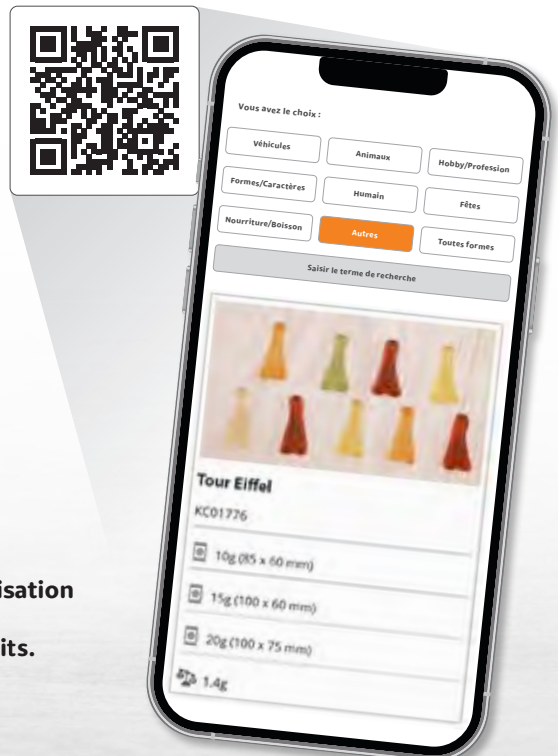 Vous avez le choix :
Véhicules
Animaux
Hobby/Profession
Formes/Caractères
Humain
Fêtes
Nourriture/Boisson
Autres
Toutes formes
Saisir le terme de recherche
Tour Eiffel
KC01776
10g (85 x 60 mm)
15g (100 x 60 mm)
20g (100 x 75 mm)
1.4g
isation
its.